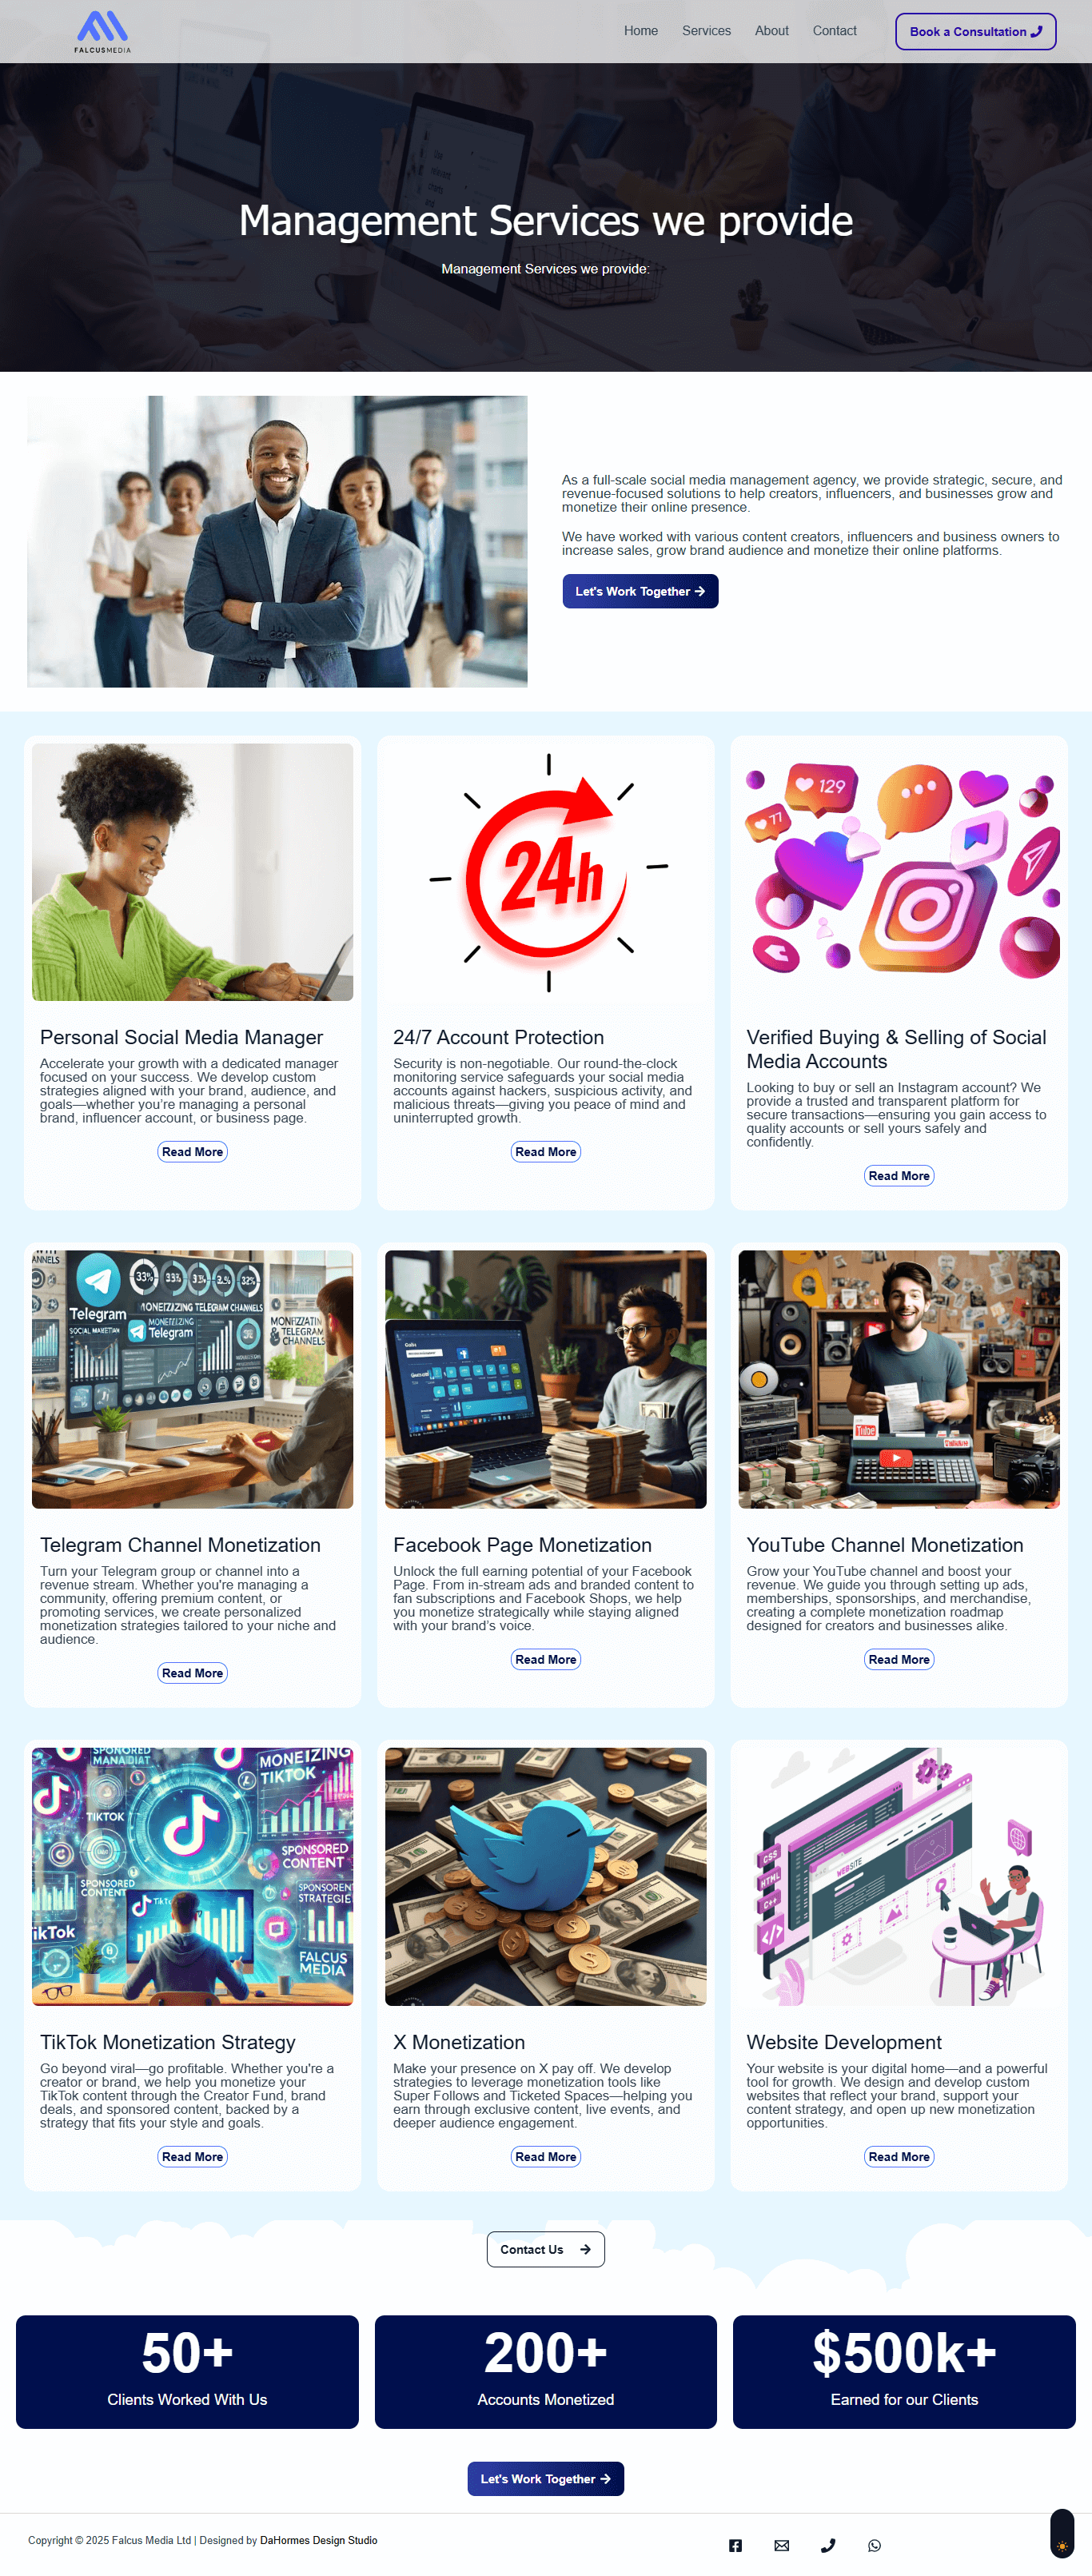 FALCUSMEDIA
Home Services About Contact Book a Consultation
Management Services we provide
Management Services we provide:
As a full-scale social media management agency, we provide strategic, secure, and
revenue-focused solutions to help creators, influencers, and businesses grow and
monetize their online presence.
We have worked with various content creators, influencers and business owners to
increase sales, grow brand audience and monetize their online platforms.
Let's Work Together
24h
129
77
Personal Social Media Manager
Accelerate your growth with a dedicated manager
focused on your success. We develop custom
strategies aligned with your brand, audience, and
goals—whether you're managing a personal
brand, influencer account, or business page.
Read More
24/7 Account Protection
Security is non-negotiable. Our round-the-clock
monitoring service safeguards your social media
accounts against hackers, suspicious activity, and
malicious threats—giving you peace of mind and
uninterrupted growth.
Read More
Verified Buying & Selling of Social
Media Accounts
Looking to buy or sell an Instagram account? We
provide a trusted and transparent platform for
secure transactions—ensuring you gain access to
quality accounts or sell yours safely and
confidently.
Read More
Telegram
33%
32%
MONETIZING
Telegram
& TELEGRAM
CHANNELS
Telegram Channel Monetization
Turn your Telegram group or channel into a
revenue stream. Whether you're managing a
community, offering premium content, or
promoting services, we create personalized
monetization strategies tailored to your niche and
audience.
Read More
Facebook Page Monetization
Unlock the full earning potential of your Facebook
Page. From in-stream ads and branded content to
fan subscriptions and Facebook Shops, we help
you monetize strategically while staying aligned
with your brand's voice.
Read More
YouTube Channel Monetization
Grow your YouTube channel and boost your
revenue. We guide you through setting up ads,
memberships, sponsorships, and merchandise,
creating a complete monetization roadmap
designed for creators and businesses alike.
Read More
SPONORED
MONEIZING
TIKTOK
TIKTOK
SPONSORED
CONTENT
SPONSORED
CONTENT
TikTok
FALCUS
MEDIA
CSS
HTML
C++
</>
WEBSITE
TikTok Monetization Strategy
Go beyond viral—go profitable. Whether you're a
creator or brand, we help you monetize your
TikTok content through the Creator Fund, brand
deals, and sponsored content, backed by a
strategy that fits your style and goals.
Read More
X Monetization
Make your presence on X pay off. We develop
strategies to leverage monetization tools like
Super Follows and Ticketed Spaces—helping you
earn through exclusive content, live events, and
deeper audience engagement.
Read More
Website Development
Your website is your digital home—and a powerful
tool for growth. We design and develop custom
websites that reflect your brand, support your
content strategy, and open up new monetization
opportunities.
Read More
Contact Us
50+
Clients Worked With Us
200+
Accounts Monetized
$500k+
Earned for our Clients
Let's Work Together
Copyright © 2025 Falcus Media Ltd | Designed by DaHormes Design Studio